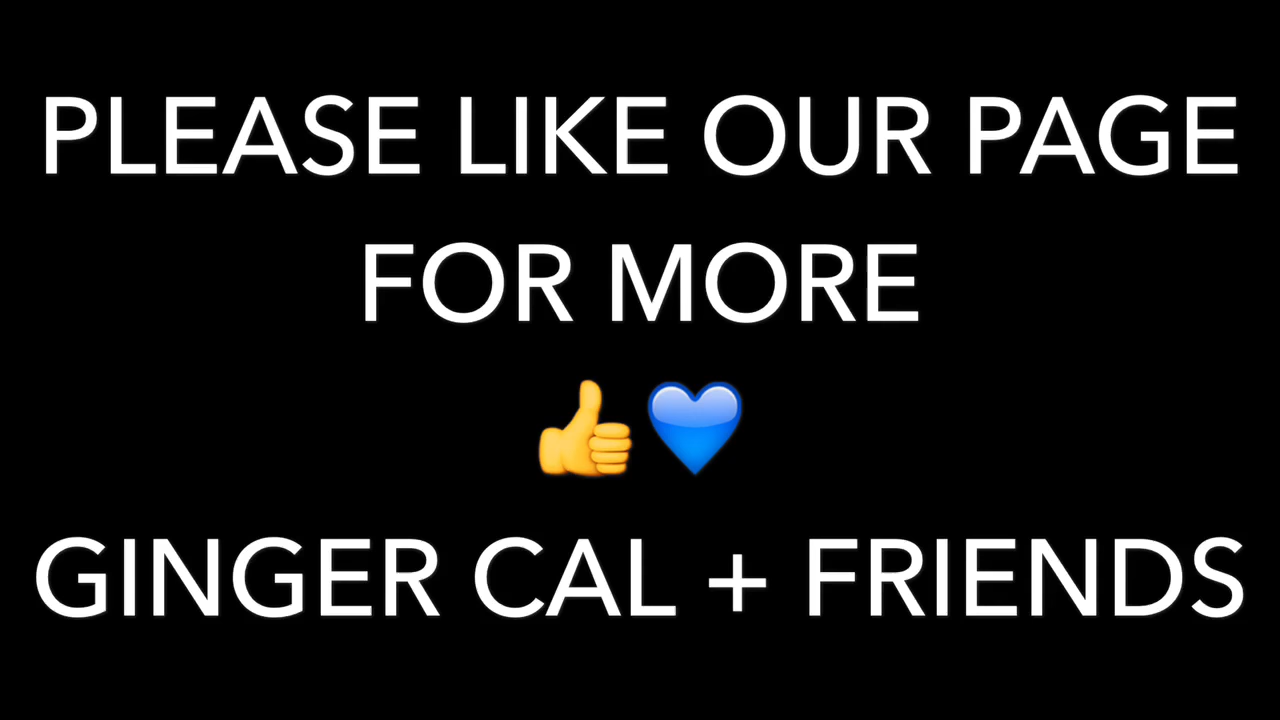 PLEASE LIKE OUR PAGE
FOR MORE
👍💙
GINGER CAL + FRIENDS